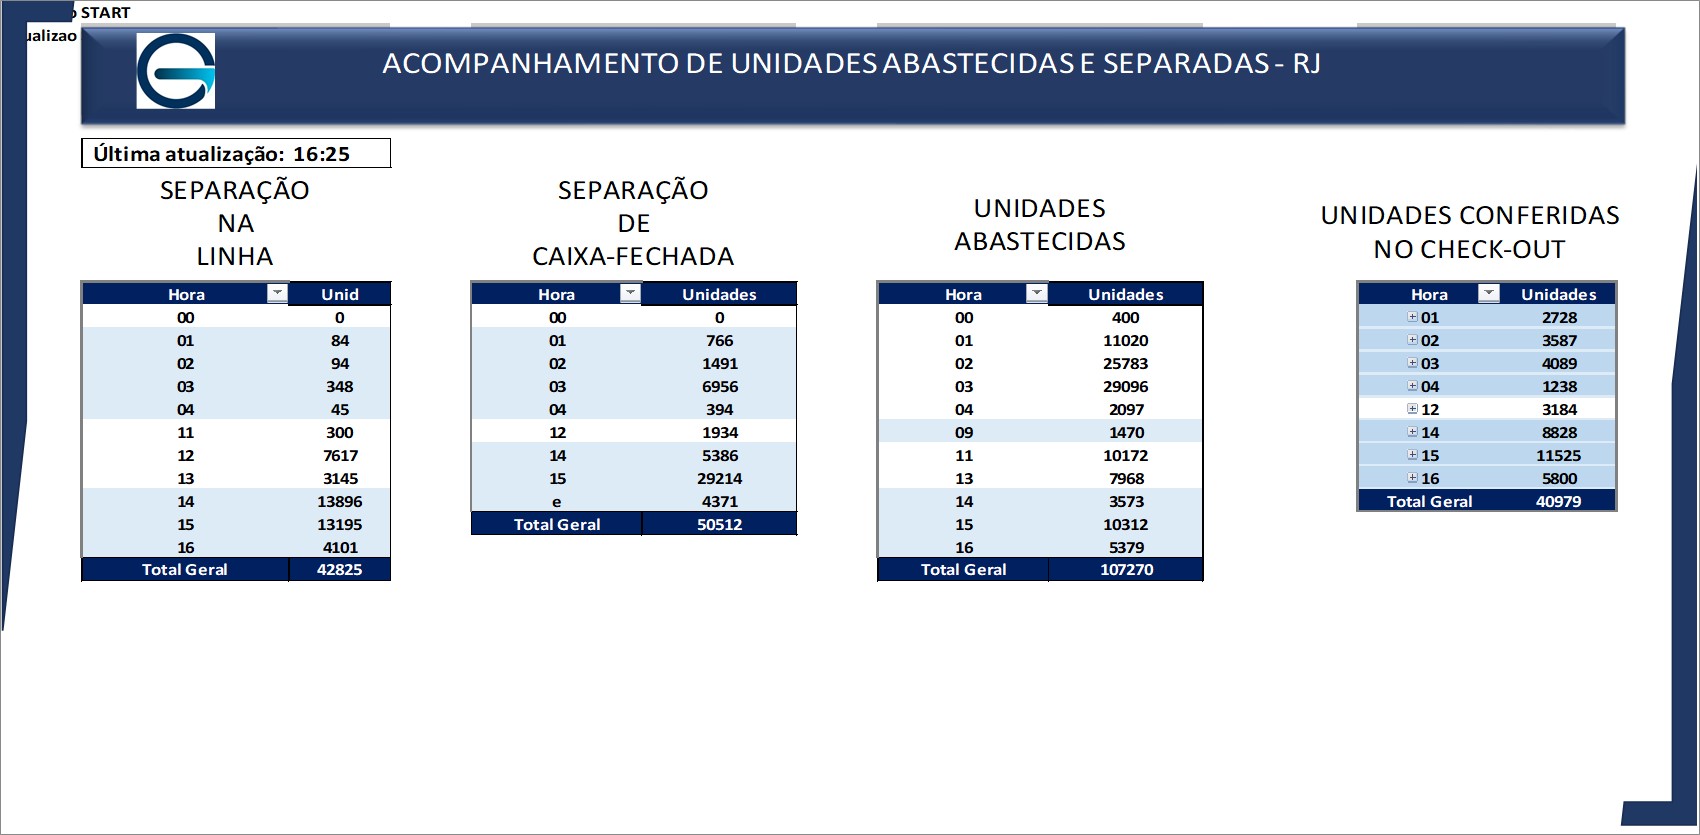 START
ualizao
ACOMPANHAMENTO DE UNIDADES ABASTECIDAS E SEPARADAS - RJ
Última atualização: 16:25
SEPARAÇÃO
NA
LINHA
Hora Unid
00 0
01 84
02 94
03 348
04 45
11 300
12 7617
13 3145
14 13896
15 13195
16 4101
Total Geral 42825
SEPARAÇÃO
DE
CAIXA-FECHADA
Hora Unidades
00 0
01 766
02 1491
03 6956
04 394
12 1934
14 5386
15 29214
e 4371
Total Geral 50512
UNIDADES
ABASTECIDAS
Hora Unidades
00 400
01 11020
02 25783
03 29096
04 2097
09 1470
11 10172
13 7968
14 3573
15 10312
16 5379
Total Geral 107270
UNIDADES CONFERIDAS
NO CHECK-OUT
Hora Unidades
01 2728
02 3587
03 4089
04 1238
12 3184
14 8828
15 11525
16 5800
Total Geral 40979